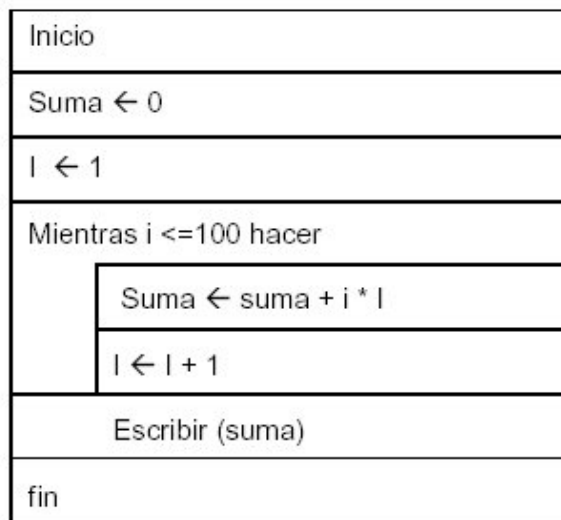 Inicio
Suma ← 0
I ← 1
Mientras i <=100 hacer
Suma ← suma + i * I
I ← I + 1
Escribir (suma)
fin